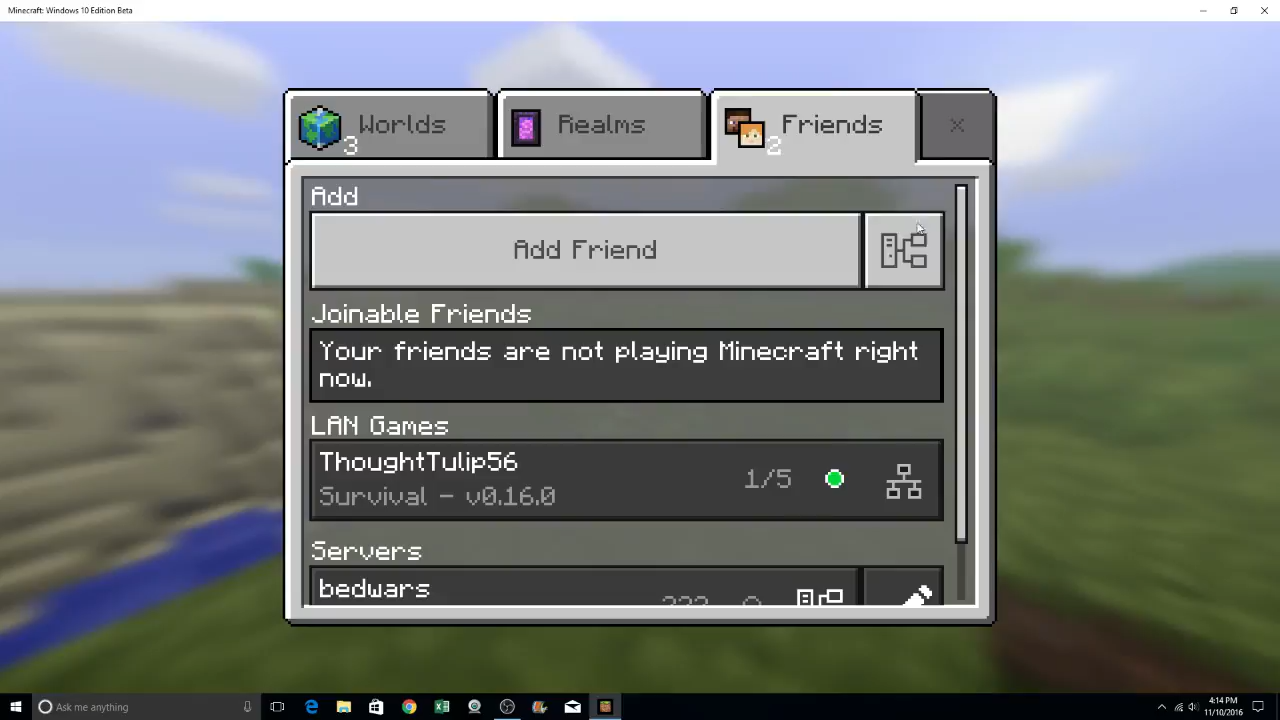 Minecraft: Windows 10 Edition Beta
Worlds
3
Realms
Friends
2
Add
Add Friend
Joinable Friends
Your friends are not playing Minecraft right
now.
LAN Games
ThoughtTulip56
1/5
Survival - v0.16.0
Servers
bedwars
???
Ask me anything
4:14 PM
11/10/2016